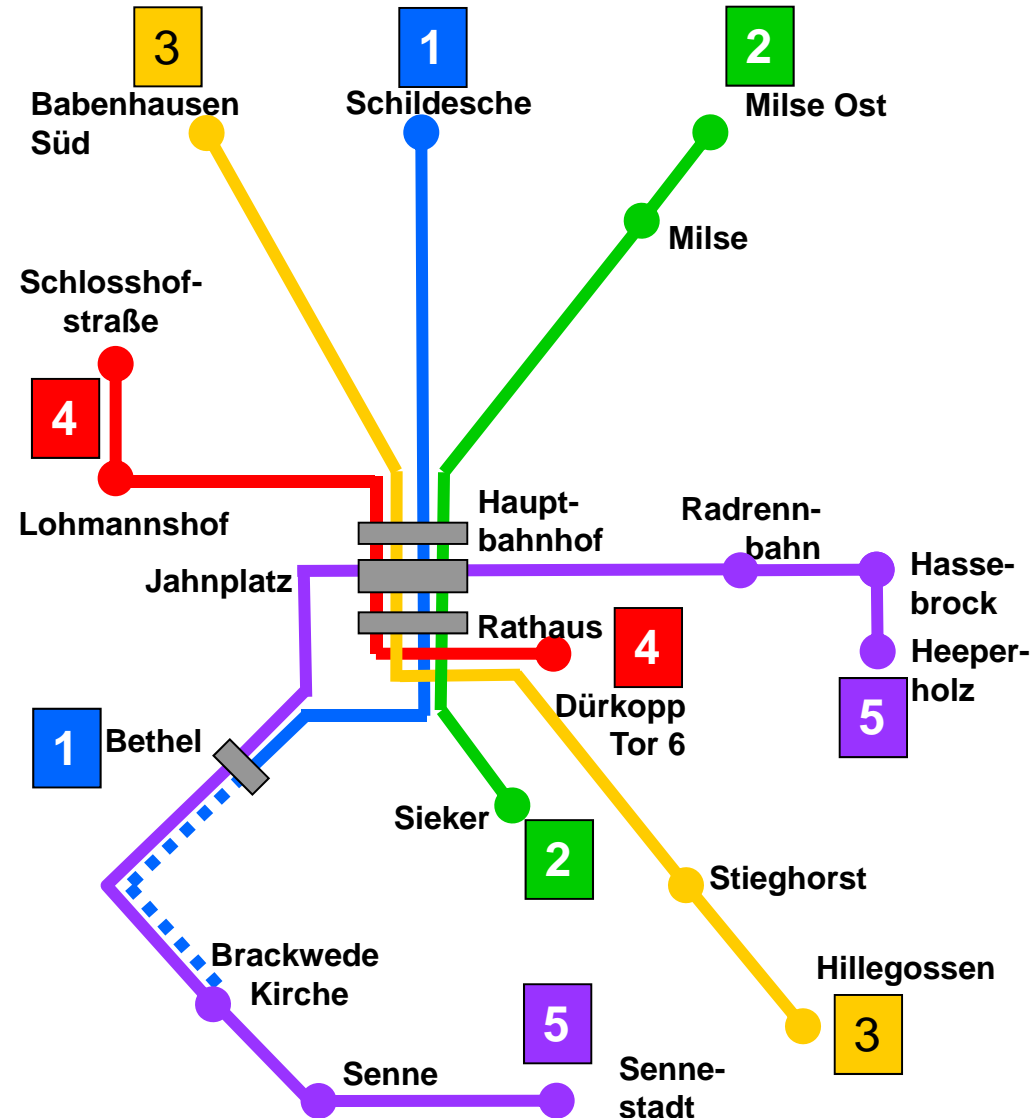 3
1
2
Babenhausen
Süd
Schildesche
Milse Ost
Milse
Schlosshof-
straße
4
Lohmannshof
Haupt-
bahnhof
Radrenn-
bahn
Jahnplatz
Hasse-
brock
Rathaus
4
Heeper-
holz
5
Dürkopp
Tor 6
1
Bethel
Sieker
2
Stieghorst
Brackwede
Kirche
Hillegossen
3
5
Senne
Senne-
stadt